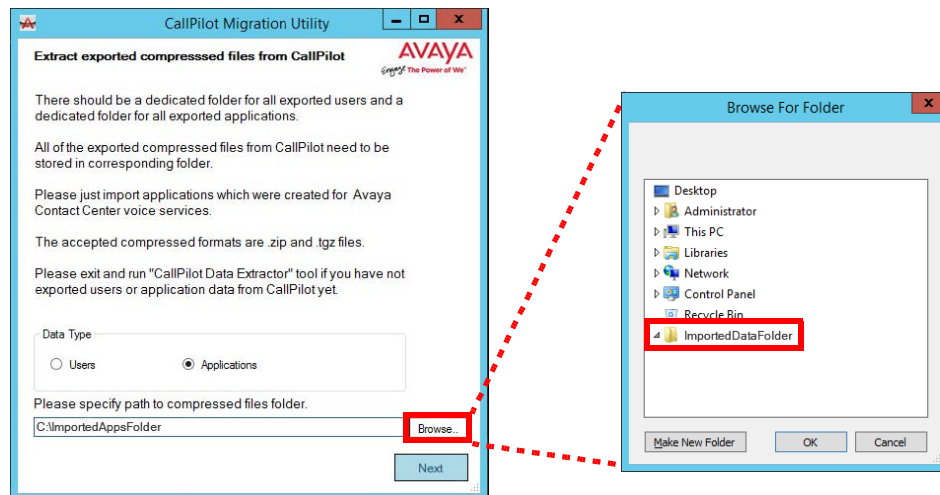 CallPilot Migration Utility
Extract exported compresssed files from CallPilot
AVAYA
Engage The Power of We™
There should be a dedicated folder for all exported users and a
dedicated folder for all exported applications.
All of the exported compressed files from CallPilot need to be
stored in corresponding folder.
Please just import applications which were created for Avaya
Contact Center voice services.
The accepted compressed formats are .zip and .tgz files.
Please exit and run "CallPilot Data Extractor" tool if you have not
exported users or application data from CallPilot yet.
Data Type
Users
Applications
Please specify path to compressed files folder.
C:\ImportedAppsFolder
Browse..
Next
Browse For Folder
Desktop
Administrator
This PC
Libraries
Network
Control Panel
Recycle Bin
ImportedDataFolder
Make New Folder
OK
Cancel